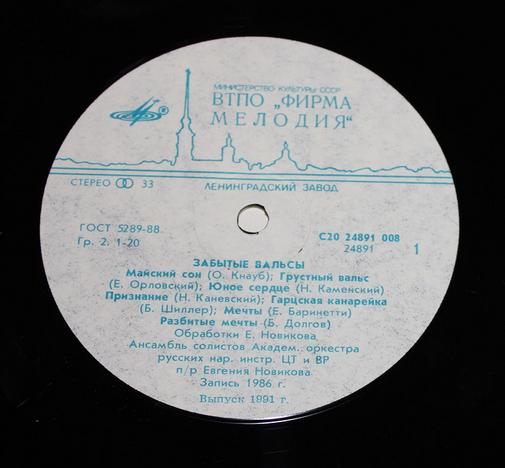 МИНИСТЕРСТВО КУЛЬТУРЫ СССР
ВТПО „ФИРМА
МЕЛОДИЯ“
СТЕРЕО 33
ЛЕНИНГРАДСКИЙ ЗАВОД
ГОСТ 5289-88
Гр. 2. 1-20
С20 24891 008
24891
1
ЗАБЫТЫЕ ВАЛЬСЫ
Майский сон (О. Кнауб); Грустный вальс
(Е. Орловский); Юное сердце (Н. Каменский)
Признание (Н. Каневский); Гарцская канарейка
(Б. Шиллер); Мечты (Е. Баринетти)
Разбитые мечты (Б. Долгов)
Обработки Е. Новикова
Ансамбль солистов Академ. оркестра
русских нар. инстр. ЦТ и ВР
п/р Евгения Новикова
Запись 1986 г.
Выпуск 1991 г.